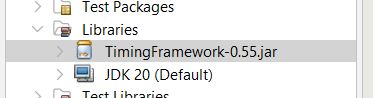 Test Packages
Libraries
TimingFramework-0.55.jar
JDK 20 (Default)
Test Libraries